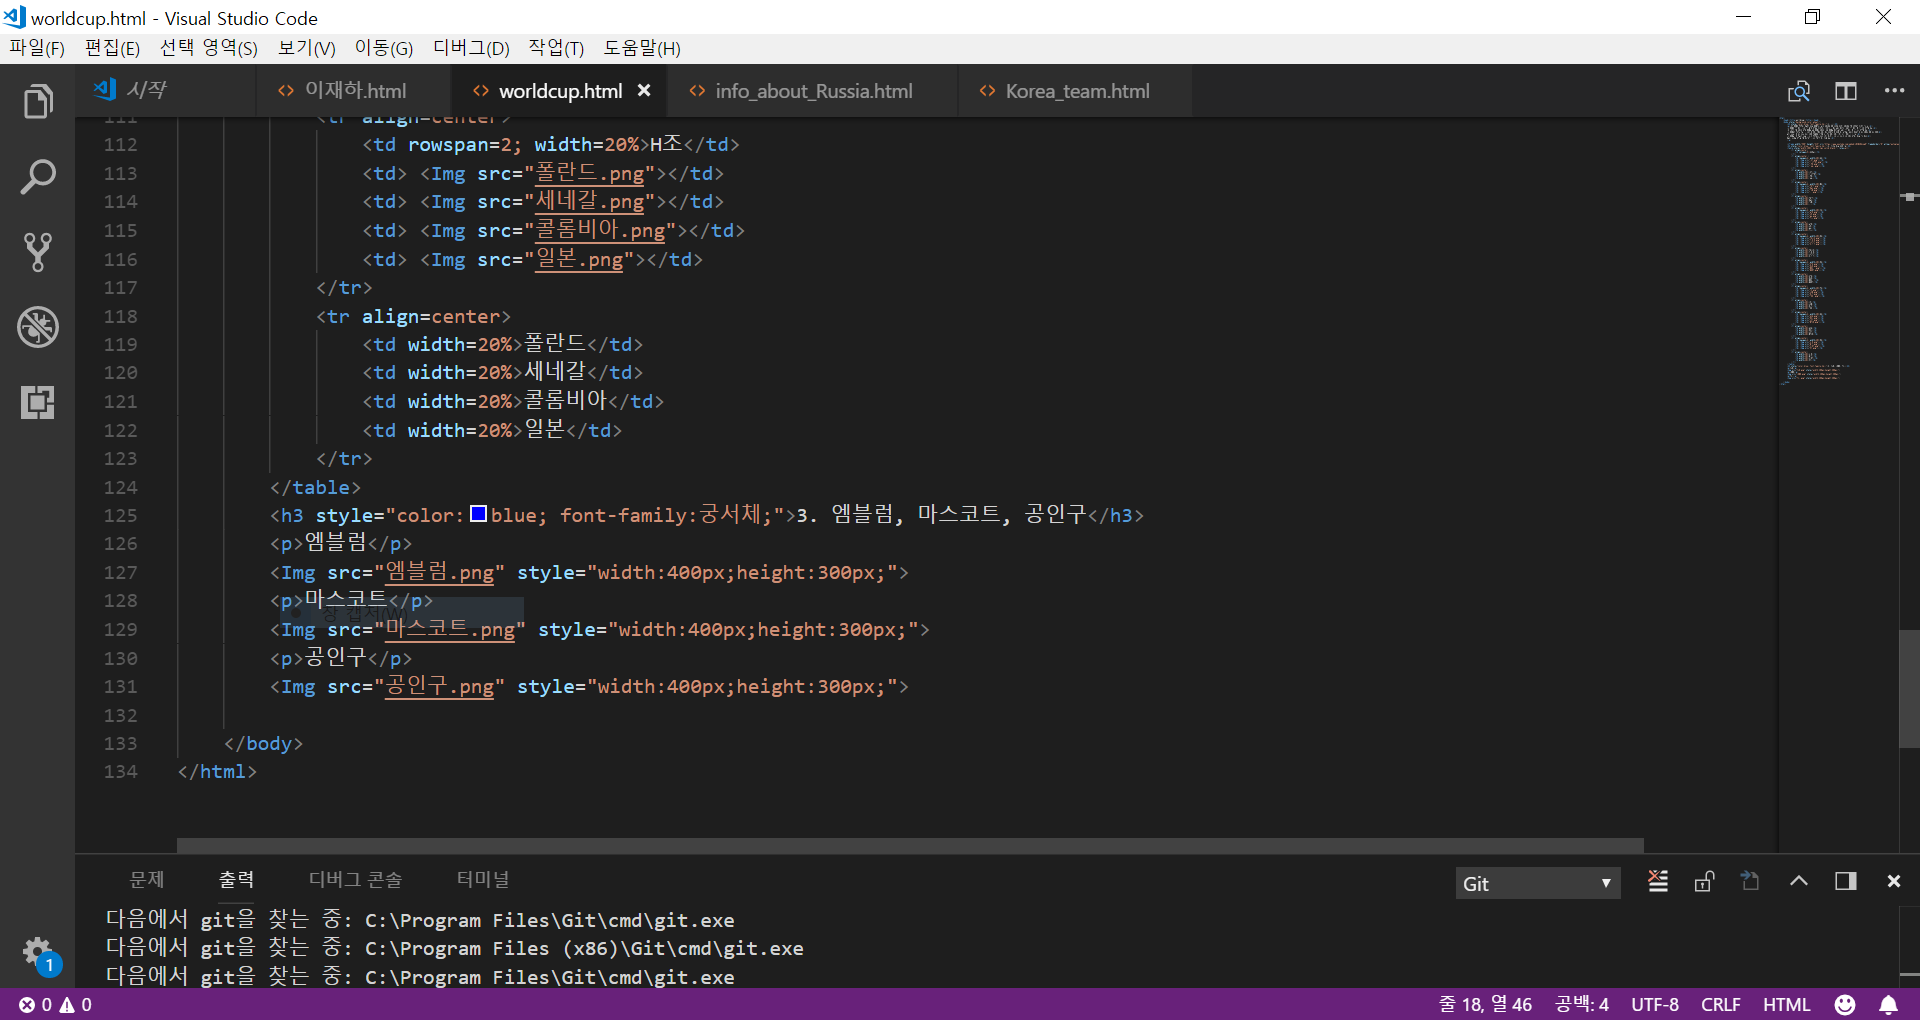 worldcup.html - Visual Studio Code
파일(F) 편집(E) 선택 영역(S) 보기(V) 이동(G) 디버그(D) 작업(T) 도움말(H)
시작 <> 이재하.html <> worldcup.html <> info_about_Russia.html <> Korea_team.html
111 <tr align=center>
112 <td rowspan=2; width=20%>H조</td>
113 <td> <Img src="폴란드.png"></td>
114 <td> <Img src="세네갈.png"></td>
115 <td> <Img src="콜롬비아.png"></td>
116 <td> <Img src="일본.png"></td>
117 </tr>
118 <tr align=center>
119 <td width=20%>폴란드</td>
120 <td width=20%>세네갈</td>
121 <td width=20%>콜롬비아</td>
122 <td width=20%>일본</td>
123 </tr>
124 </table>
125 <h3 style="color:blue; font-family:궁서체;">3. 엠블럼, 마스코트, 공인구</h3>
126 <p>엠블럼</p>
127 <Img src="엠블럼.png" style="width:400px;height:300px;">
128 <p>마스코트</p>
창 캡처(W)
129 <Img src="마스코트.png" style="width:400px;height:300px;">
130 <p>공인구</p>
131 <Img src="공인구.png" style="width:400px;height:300px;">
132
133 </body>
134 </html>
문제 출력 디버그 콘솔 터미널 Git
다음에서 git을 찾는 중: C:\Program Files\Git\cmd\git.exe
다음에서 git을 찾는 중: C:\Program Files (x86)\Git\cmd\git.exe
다음에서 git을 찾는 중: C:\Program Files\Git\cmd\git.exe
1
0 0 줄 18, 열 46 공백: 4 UTF-8 CRLF HTML